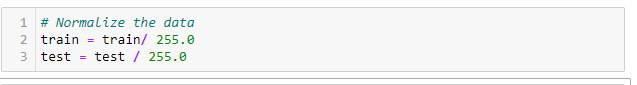 1 # Normalize the data
2 train = train/ 255.0
3 test = test / 255.0